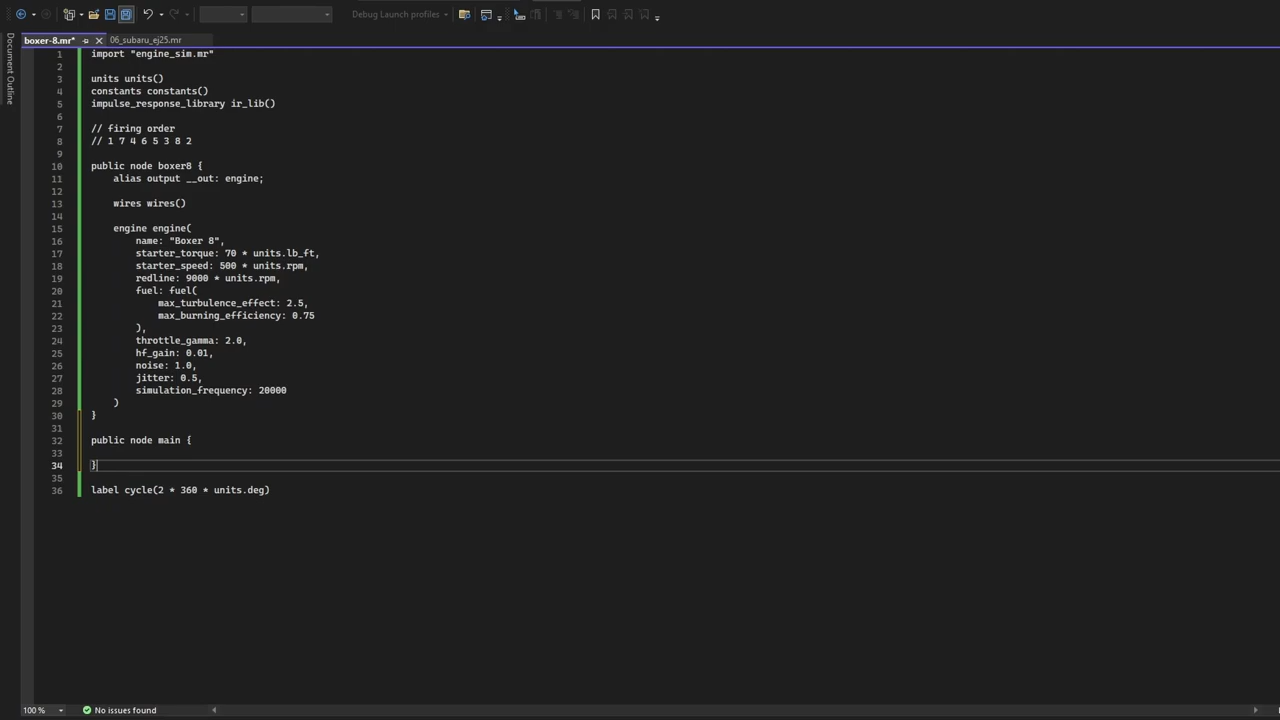 Debug Launch profiles
boxer-8.mr*
06_subaru_ej25.mr
Document Outline
1 import "engine_sim.mr"
2
3 units units()
4 constants constants()
5 impulse_response_library ir_lib()
6
7 // firing order
8 // 1 7 4 6 5 3 8 2
9
10 public node boxer8 {
11 alias output __out: engine;
12
13 wires wires()
14
15 engine engine(
16 name: "Boxer 8",
17 starter_torque: 70 * units.lb_ft,
18 starter_speed: 500 * units.rpm,
19 redline: 9000 * units.rpm,
20 fuel: fuel(
21 max_turbulence_effect: 2.5,
22 max_burning_efficiency: 0.75
23 ),
24 throttle_gamma: 2.0,
25 hf_gain: 0.01,
26 noise: 1.0,
27 jitter: 0.5,
28 simulation_frequency: 20000
29 )
30 }
31
32 public node main {
33
34 }
35
36 label cycle(2 * 360 * units.deg)
100 %
No issues found